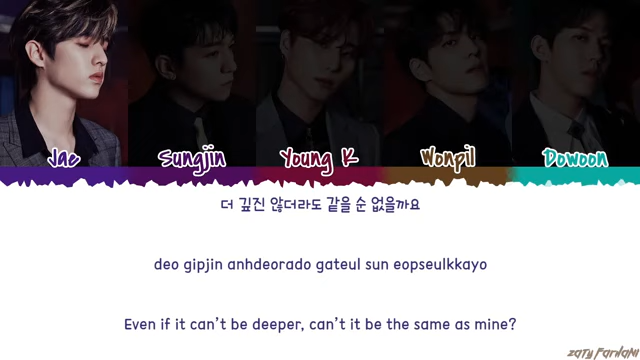 Jae Sungjin Young K Wonpil Dowoon
더 깊진 않더라도 같을 순 없을까요
deo gipjin anhdeorado gateul sun eopseulkkayo
Even if it can't be deeper, can't it be the same as mine?
ZaTy FarhaNi